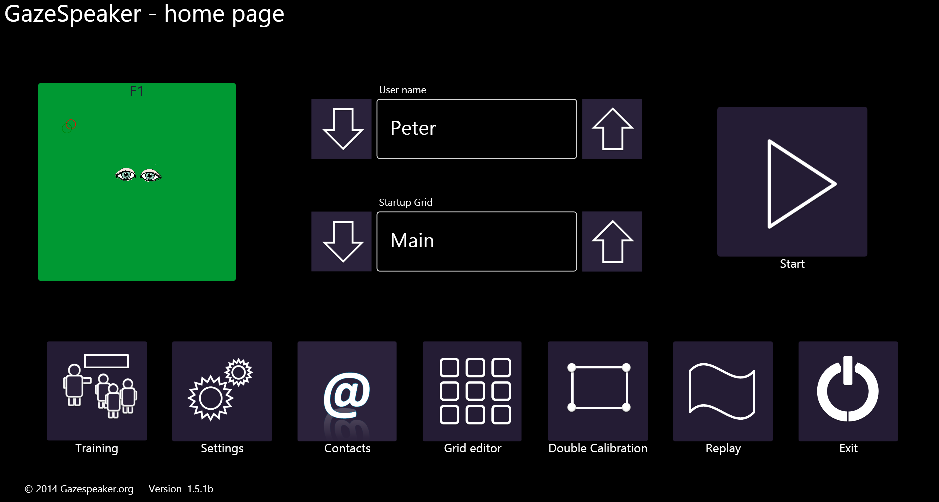 GazeSpeaker - home page
F1
User name
Peter
Startup Grid
Main
Start
Training
Settings
@
Contacts
Grid editor
Double Calibration
Replay
Exit
© 2014 Gazespeaker.org Version 1.5.1b